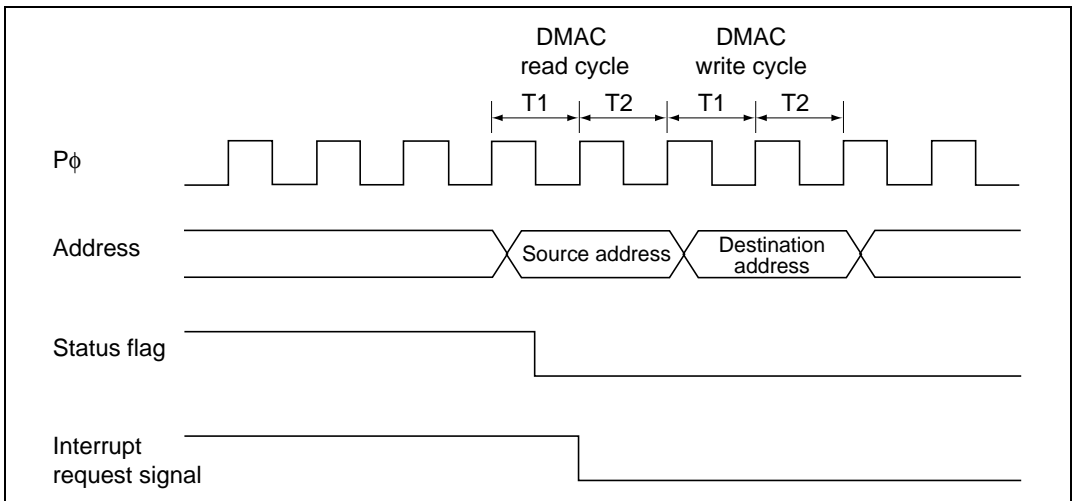 DMAC
read cycle
DMAC
write cycle
T1
T2
T1
T2
Pϕ
Address
Source address
Destination
address
Status flag
Interrupt
request signal